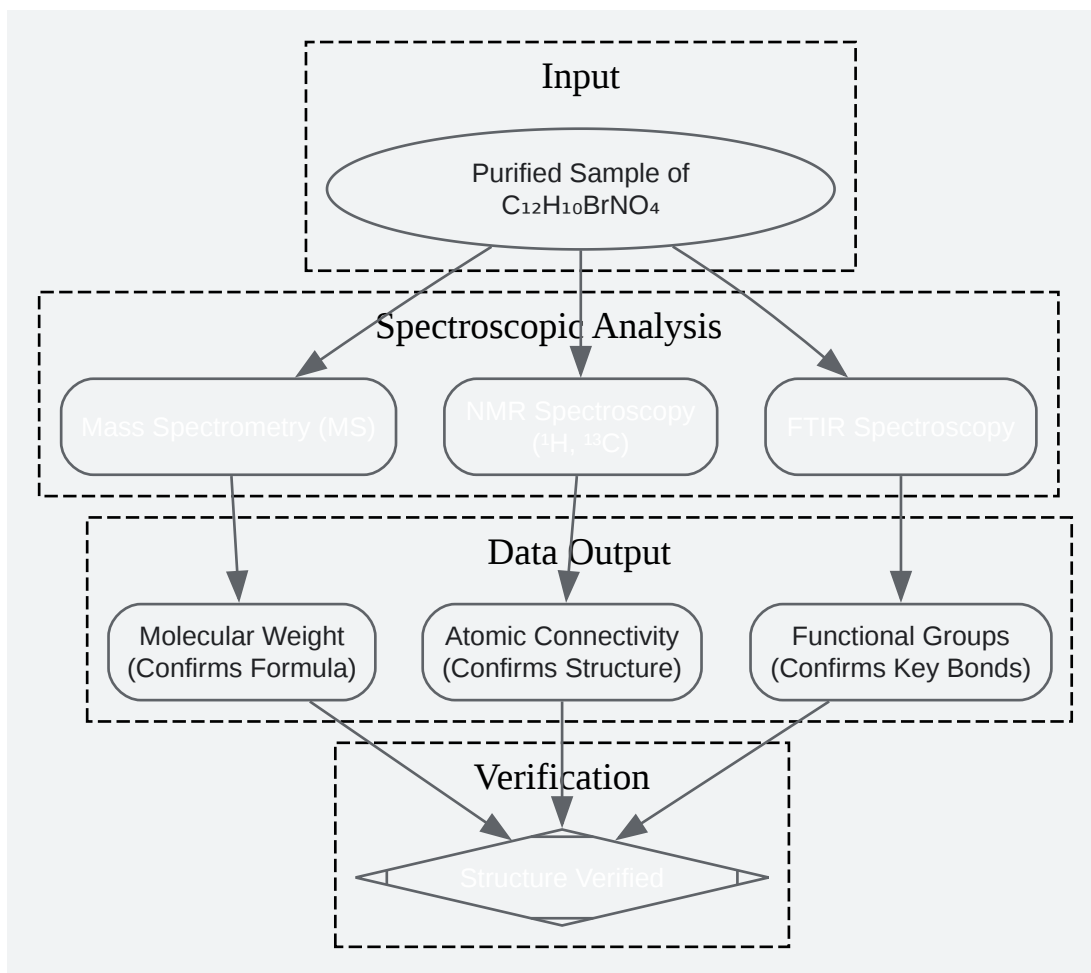 Input
Purified Sample of
C₁₂H₁₀BrNO₄
Spectroscopic Analysis
Mass Spectrometry (MS)
NMR Spectroscopy
(¹H, ¹³C)
FTIR Spectroscopy
Data Output
Molecular Weight
(Confirms Formula)
Atomic Connectivity
(Confirms Structure)
Functional Groups
(Confirms Key Bonds)
Verification
Structure Verified